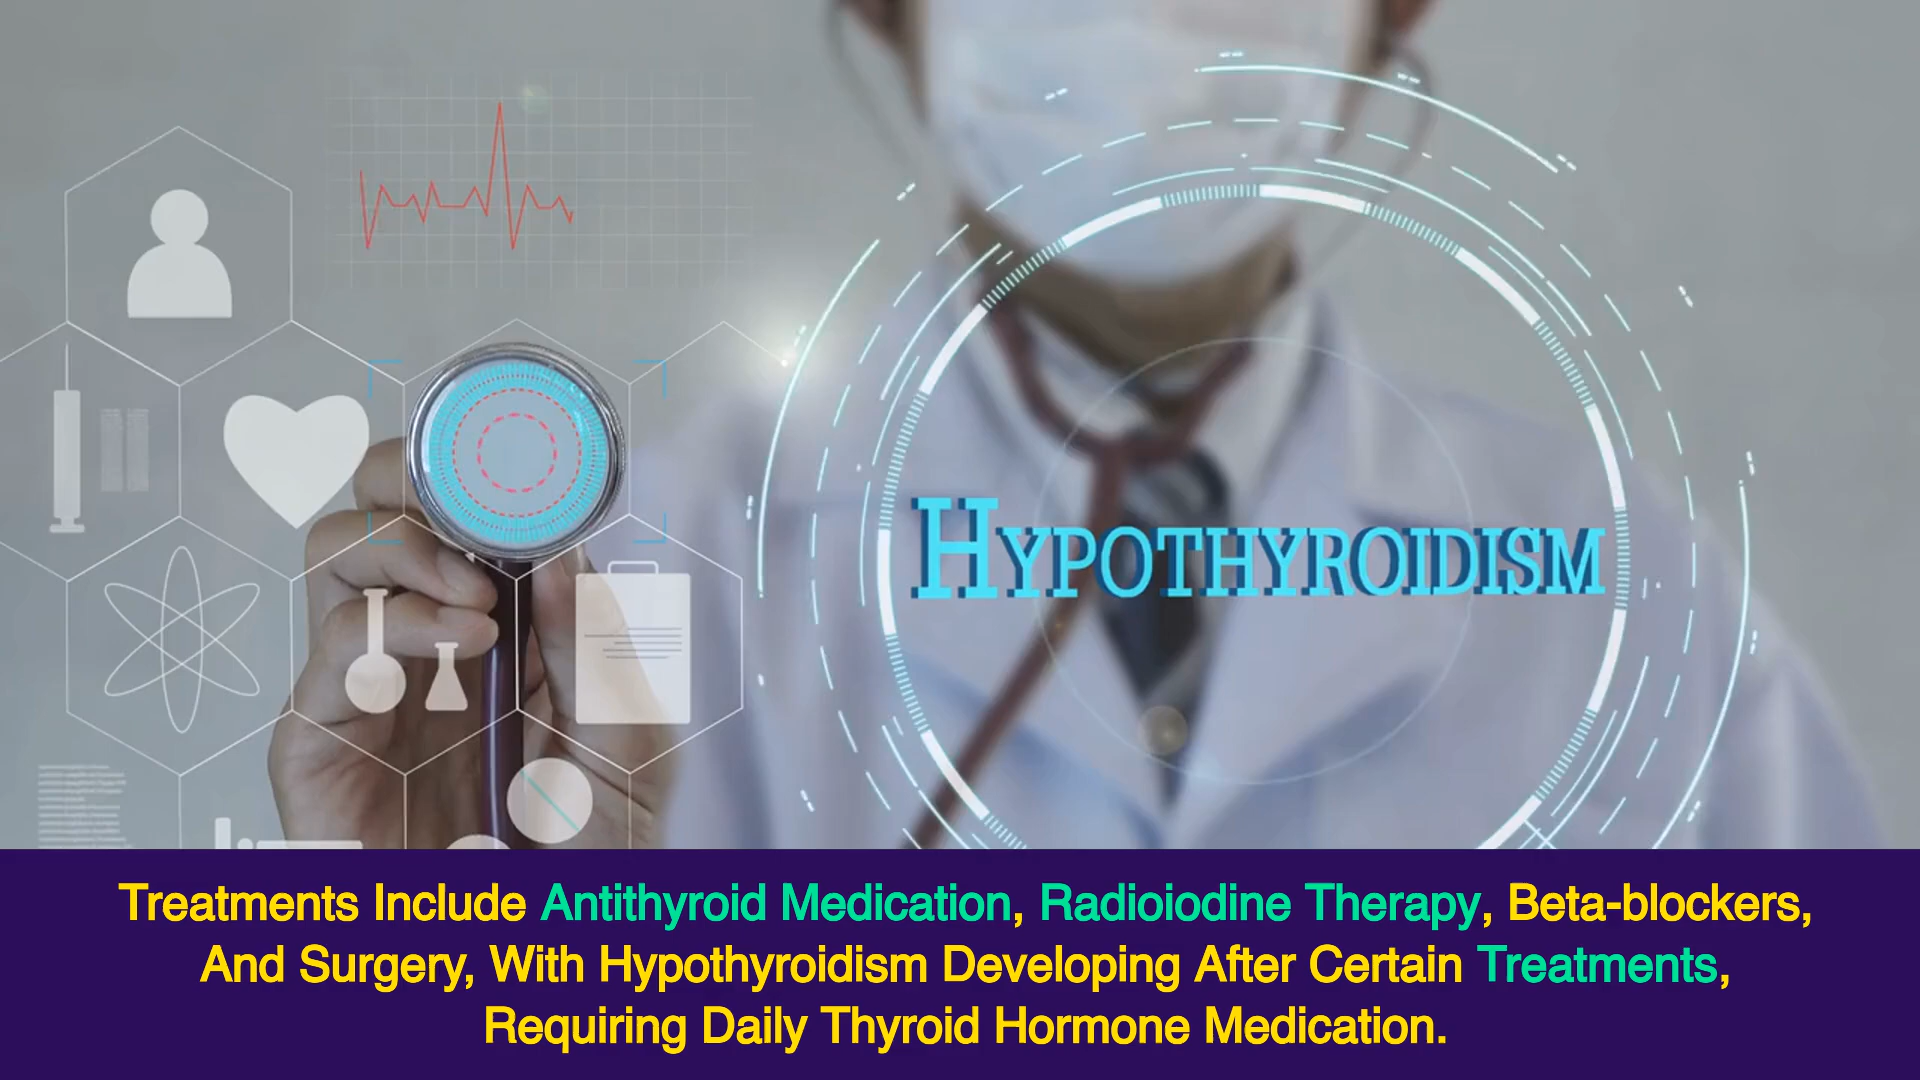 HYPOTHYROIDISM
Treatments Include Antithyroid Medication, Radioiodine Therapy, Beta-blockers,
And Surgery, With Hypothyroidism Developing After Certain Treatments,
Requiring Daily Thyroid Hormone Medication.